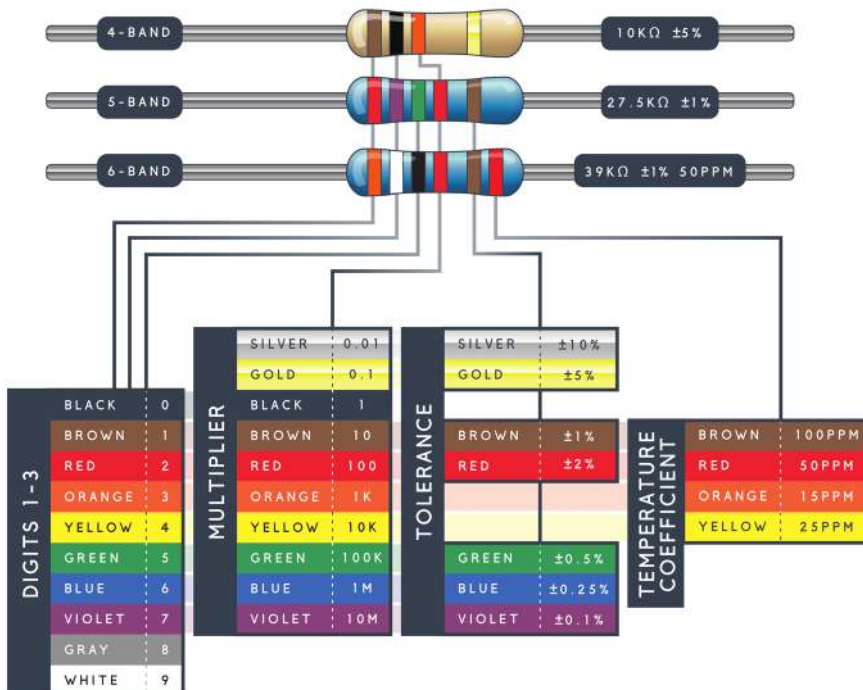 4-BAND 10KΩ ±5%
5-BAND 27.5KΩ ±1%
6-BAND 39KΩ ±1% 50PPM
DIGITS 1-3
BLACK 0
BROWN 1
RED 2
ORANGE 3
YELLOW 4
GREEN 5
BLUE 6
VIOLET 7
GRAY 8
WHITE 9
MULTIPLIER
SILVER 0.01
GOLD 0.1
BLACK 1
BROWN 10
RED 100
ORANGE 1K
YELLOW 10K
GREEN 100K
BLUE 1M
VIOLET 10M
TOLERANCE
SILVER ±10%
GOLD ±5%
BROWN ±1%
RED ±2%
GREEN ±0.5%
BLUE ±0.25%
VIOLET ±0.1%
TEMPERATURE
COEFFICIENT
BROWN 100PPM
RED 50PPM
ORANGE 15PPM
YELLOW 25PPM